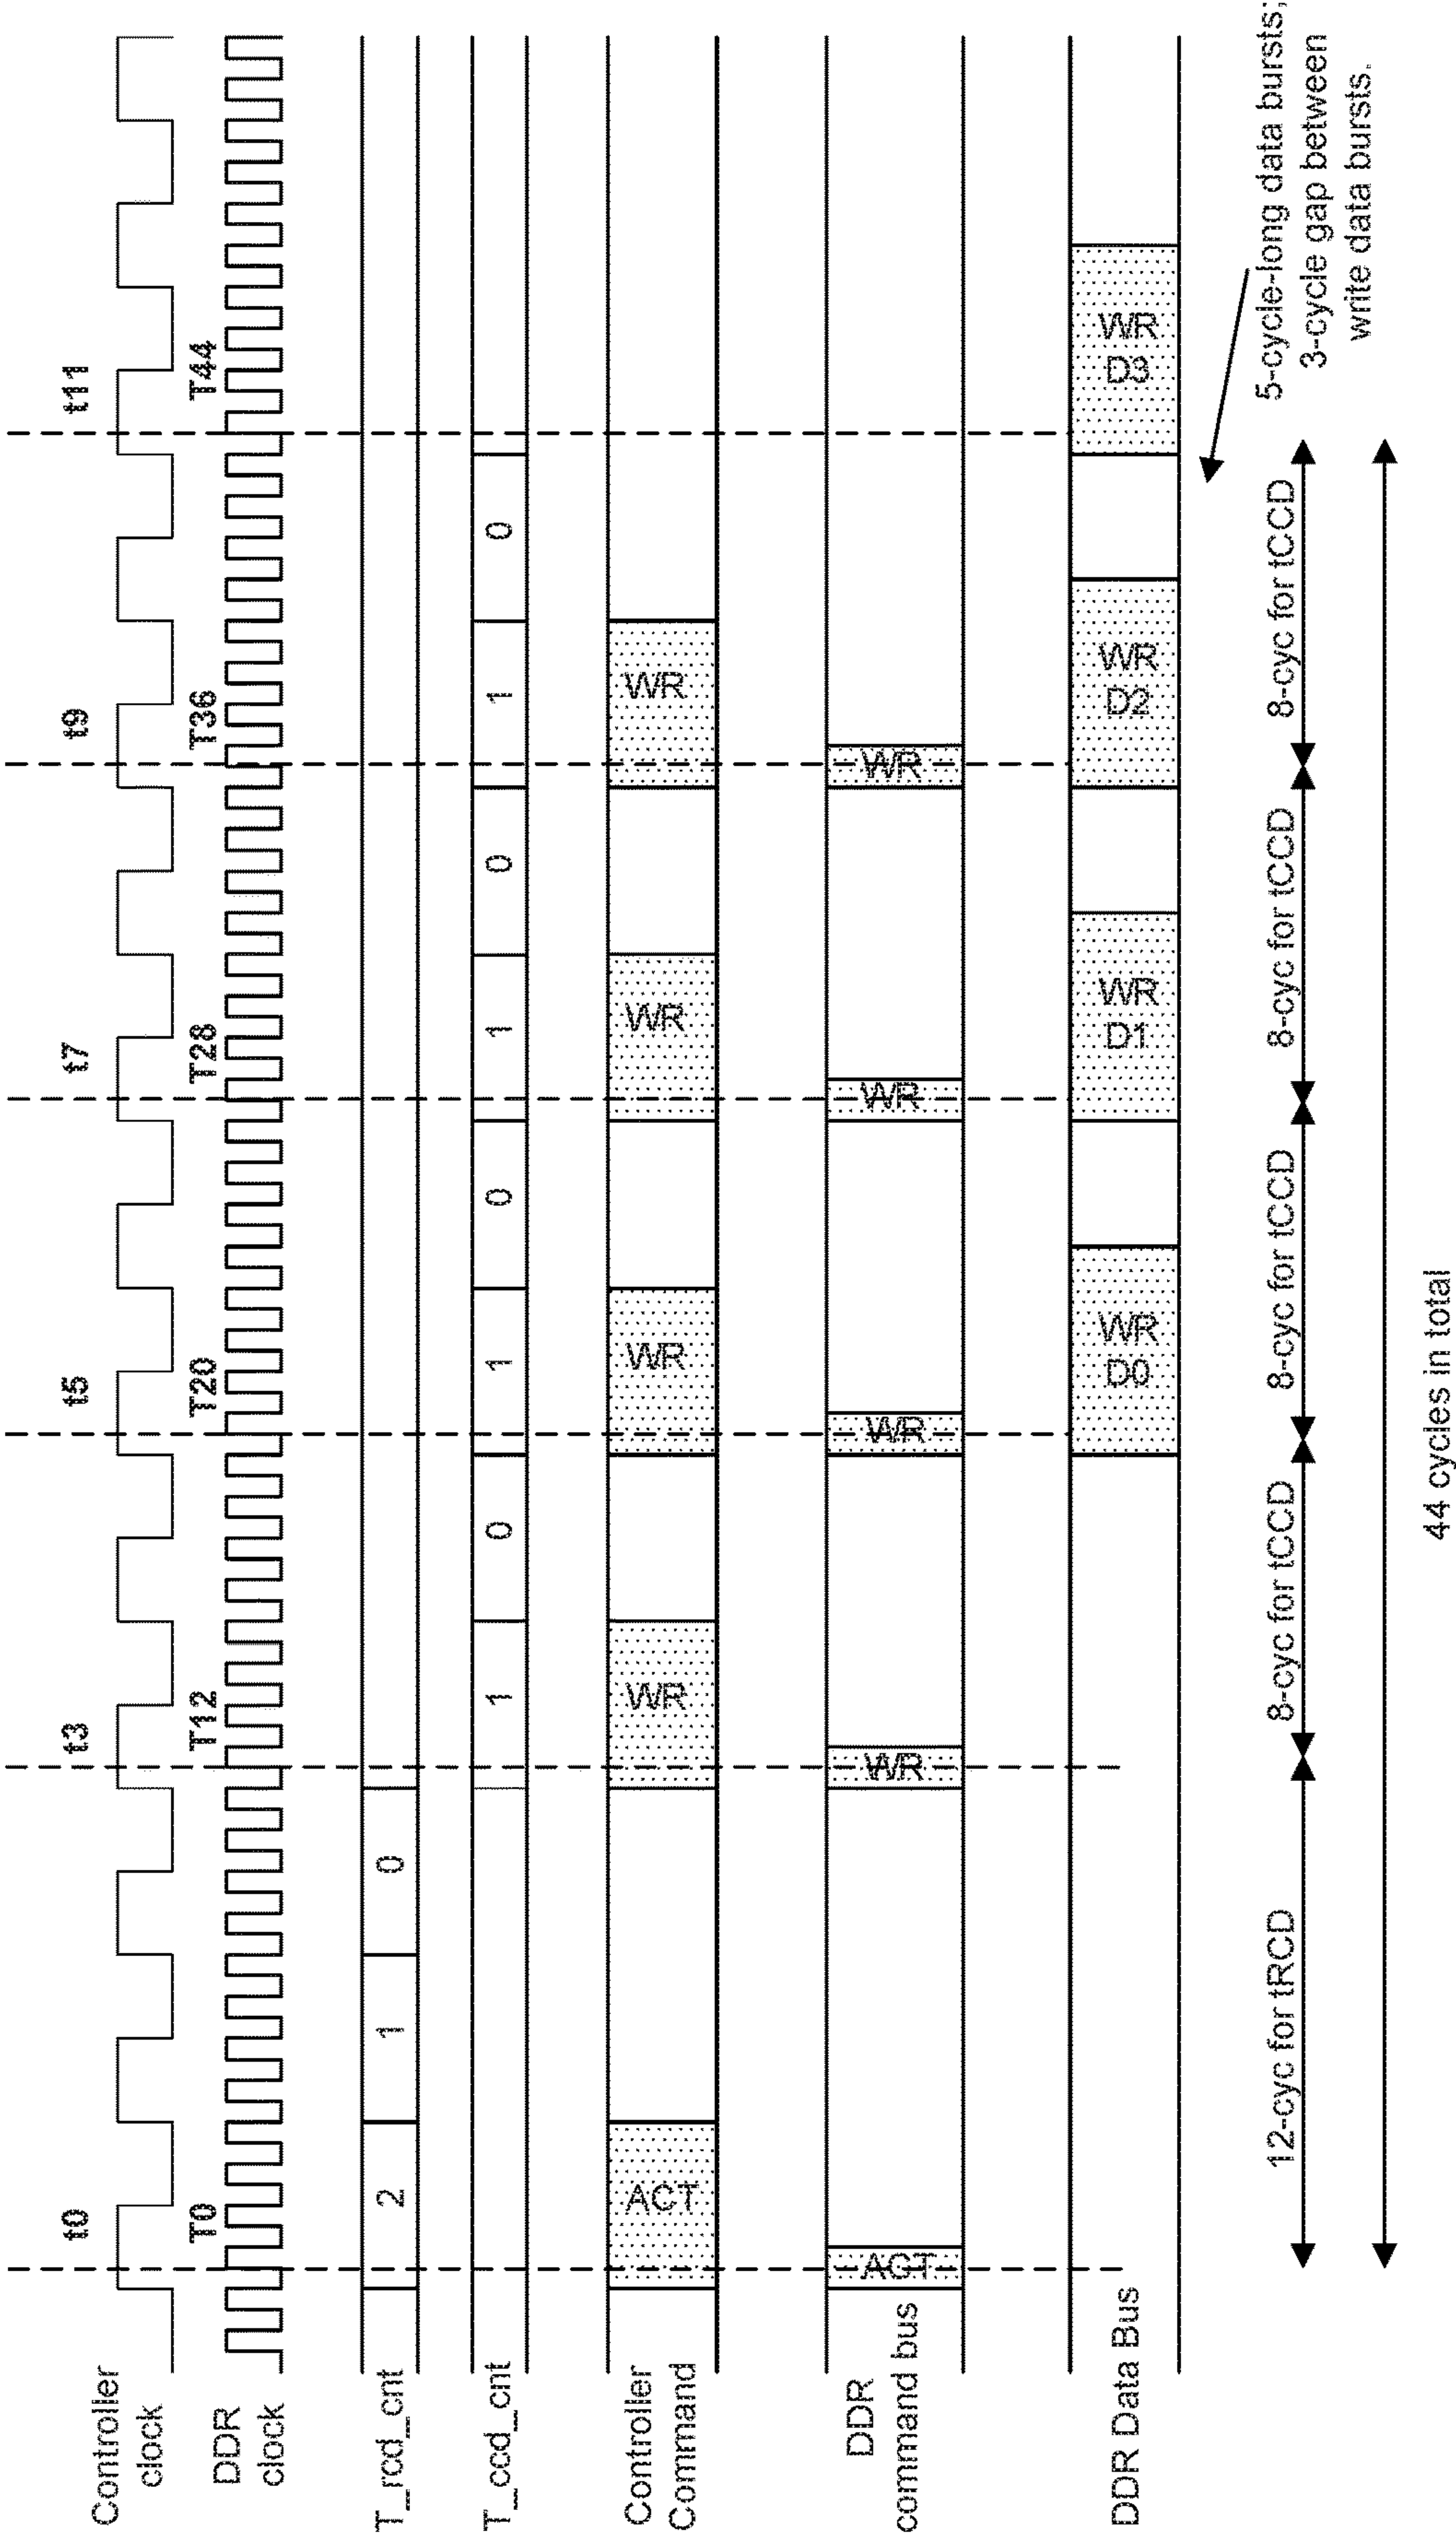 t0 t3 t5 t7 t9 t11
Controller
clock
T0 T12 T20 T28 T36 T44
DDR
clock
T_rcd_cnt 2 1 0
T_ccd_cnt 1 0 1 0 1 0 1 0
Controller
Command
ACT WR WR WR WR
DDR
command bus
ACT WR WR WR WR
DDR Data Bus
WR
D0
WR
D1
WR
D2
WR
D3
5-cycle-long data bursts;
3-cycle gap between
write data bursts.
12-cyc for tRCD 8-cyc for tCCD 8-cyc for tCCD 8-cyc for tCCD 8-cyc for tCCD
44 cycles in total